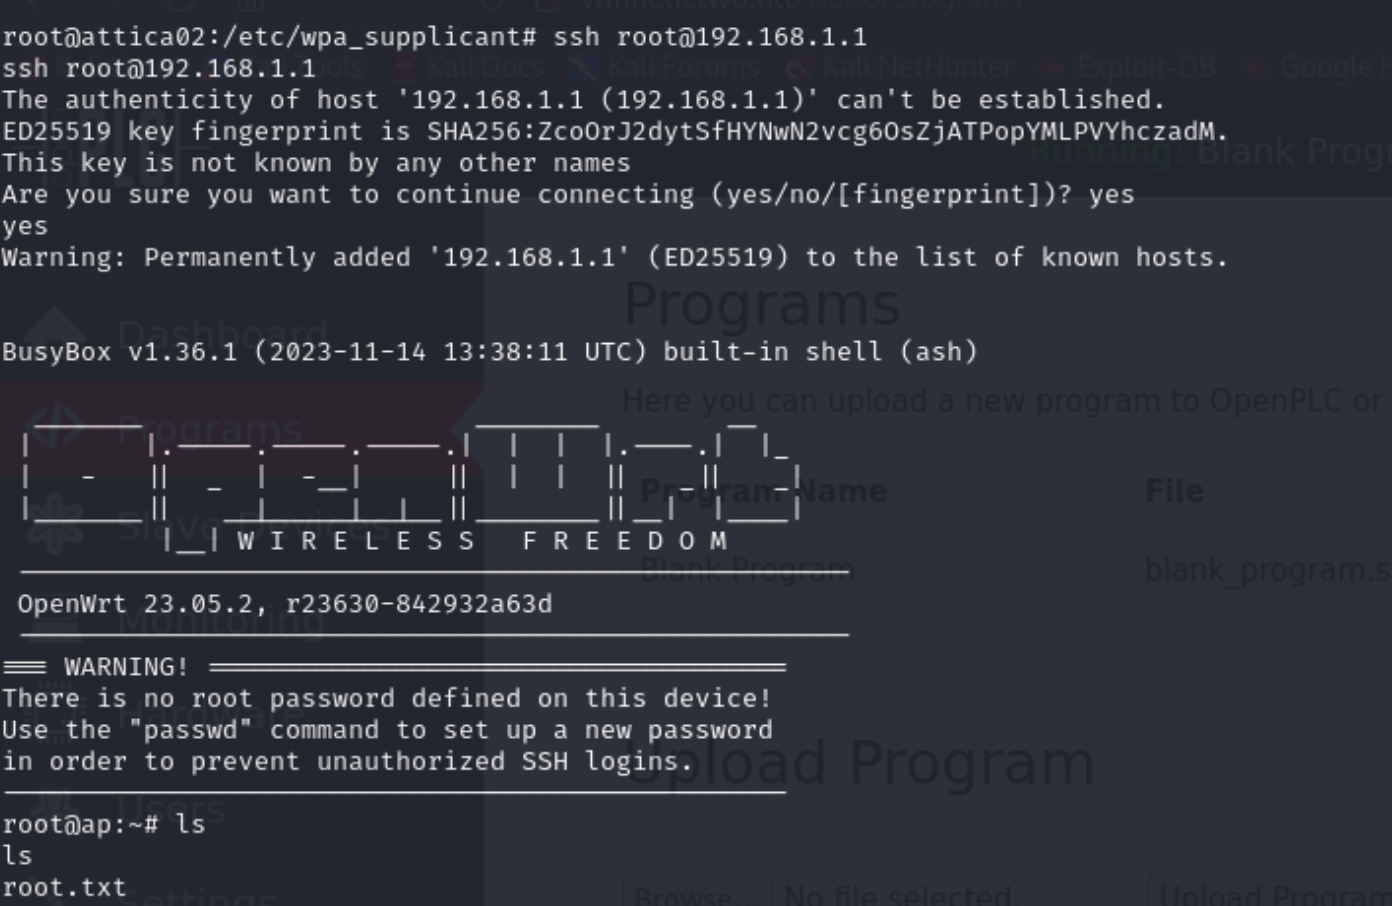 root@attica02:/etc/wpa_supplicant# ssh root@192.168.1.1
ssh root@192.168.1.1
Tools Kali Docs Kali Forums Kali NetHunter Exploit-DB Google
The authenticity of host '192.168.1.1 (192.168.1.1)' can't be established.
ED25519 key fingerprint is SHA256:ZcoOrJ2dytSfHYNwN2vcg6OsZjATPopYMLPVYhczadM.
Running: Blank
This key is not known by any other names
Are you sure you want to continue connecting (yes/no/[fingerprint])? yes
yes
Warning: Permanently added '192.168.1.1' (ED25519) to the list of known hosts.
Programs
Dashboard
BusyBox v1.36.1 (2023-11-14 13:38:11 UTC) built-in shell (ash)
Here you can upload a new program to OpenPLC or
Programs
Program Name File
Slave Devices
W I R E L E S S F R E E D O M
Blank Program blank_program.s
OpenWrt 23.05.2, r23630-842932a63d
Monitoring
=== WARNING! =====================================
There is no root password defined on this device!
Hardware
Use the "passwd" command to set up a new password
in order to prevent unauthorized SSH logins.
Upload Program
Users
root@ap:~# ls
ls
root.txt
Settings
Browse... No file selected Upload Program